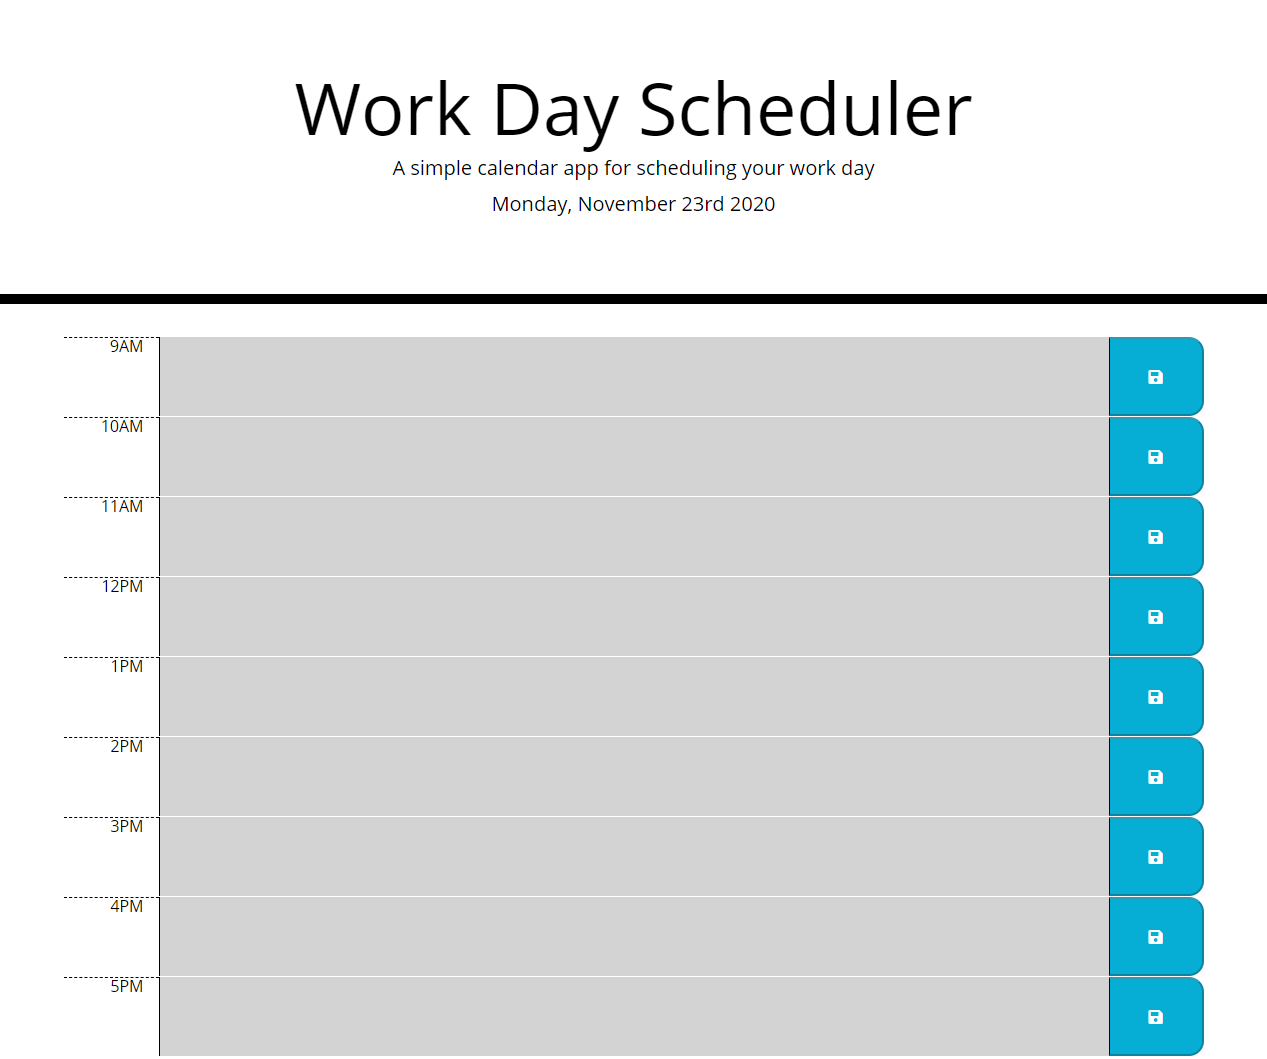 Work Day Scheduler
A simple calendar app for scheduling your work day
Monday, November 23rd 2020
9AM
10AM
11AM
12PM
1PM
2PM
3PM
4PM
5PM